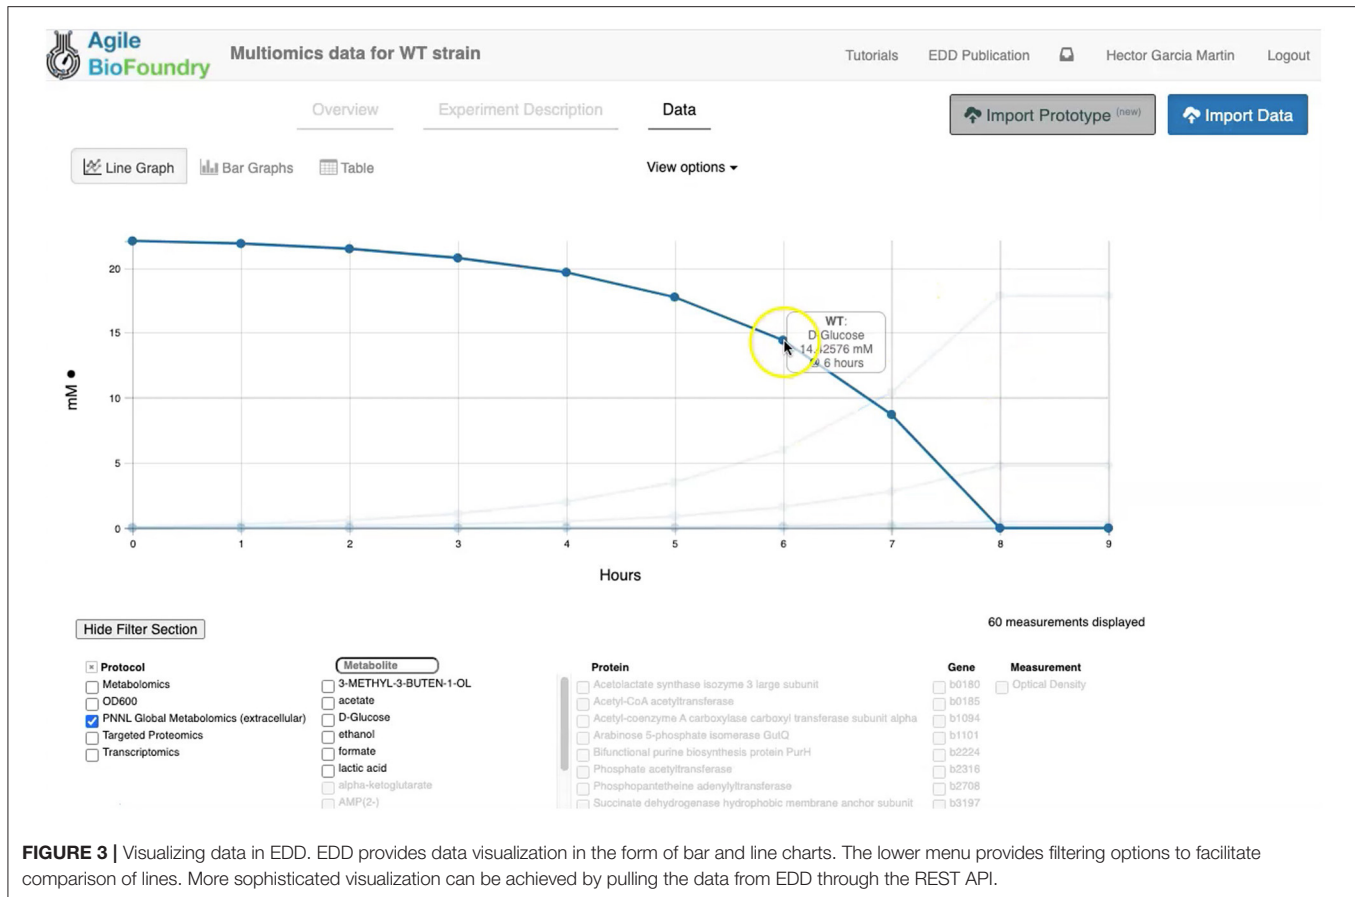 Agile
BioFoundry
Multiomics data for WT strain
Tutorials EDD Publication Hector Garcia Martin Logout
Overview Experiment Description Data
Import Prototype (new) Import Data
Line Graph Bar Graphs Table View options
20
15
10
5
0
mM
WT:
D-Glucose
14.42576 mM
@ 6 hours
0 1 2 3 4 5 6 7 8 9
Hours
Hide Filter Section
60 measurements displayed
Protocol
Metabolomics
OD600
PNNL Global Metabolomics (extracellular)
Targeted Proteomics
Transcriptomics
Metabolite
3-METHYL-3-BUTEN-1-OL
acetate
D-Glucose
ethanol
formate
lactic acid
alpha-ketoglutarate
AMP(2-)
Protein
Acetolactate synthase isozyme 3 large subunit
Acetyl-CoA acetyltransferase
Acetyl-coenzyme A carboxylase carboxyl transferase subunit alpha
Arabinose 5-phosphate isomerase GutQ
Bifunctional purine biosynthesis protein PurH
Phosphate acetyltransferase
Phosphopantetheine adenylyltransferase
Succinate dehydrogenase hydrophobic membrane anchor subunit
Gene
b0180
b0185
b1094
b1101
b2224
b2316
b2708
b3197
Measurement
Optical Density
FIGURE 3 | Visualizing data in EDD. EDD provides data visualization in the form of bar and line charts. The lower menu provides filtering options to facilitate
comparison of lines. More sophisticated visualization can be achieved by pulling the data from EDD through the REST API.